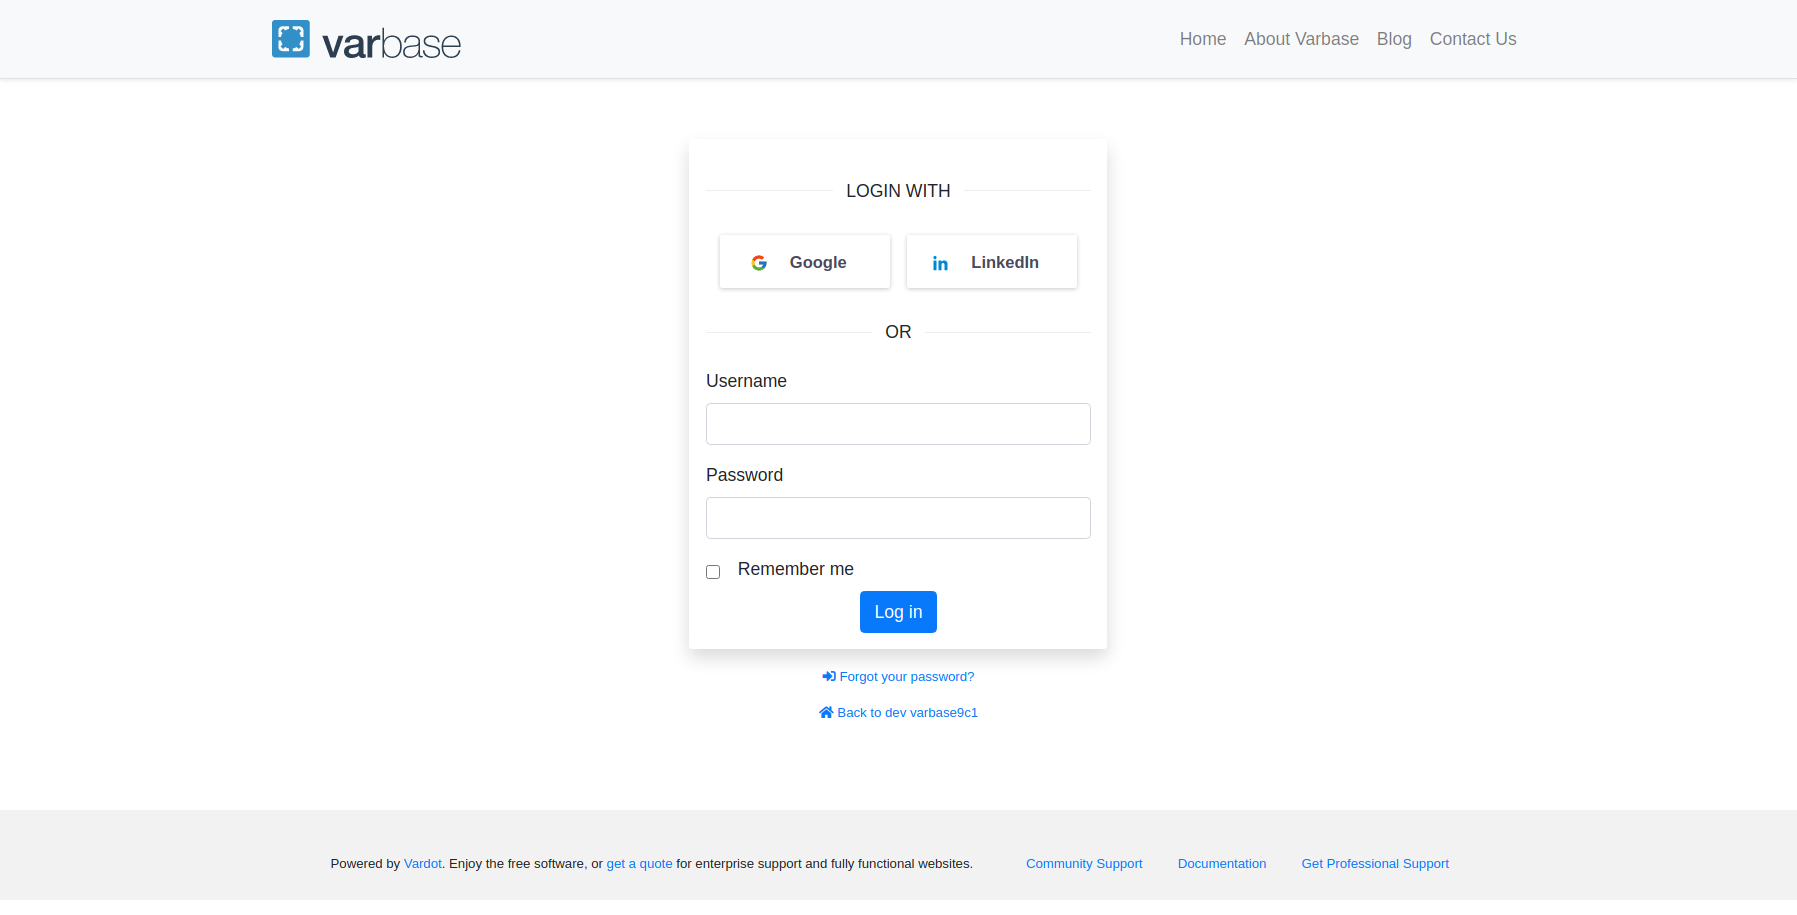 varbase
Home About Varbase Blog Contact Us
LOGIN WITH
Google LinkedIn
OR
Username
Password
Remember me
Log in
Forgot your password?
Back to dev varbase9c1
Powered by Vardot. Enjoy the free software, or get a quote for enterprise support and fully functional websites. Community Support Documentation Get Professional Support